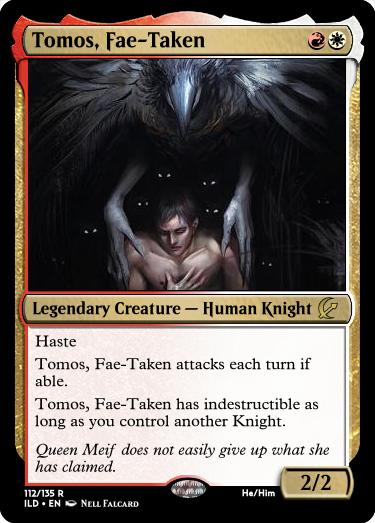 Tomos, Fae-Taken
Legendary Creature — Human Knight
Haste
Tomos, Fae-Taken attacks each turn if
able.
Tomos, Fae-Taken has indestructible as
long as you control another Knight.
Queen Meif does not easily give up what she
has claimed.
2/2
112/135 R
ILD • EN Nell Falcard
He/Him